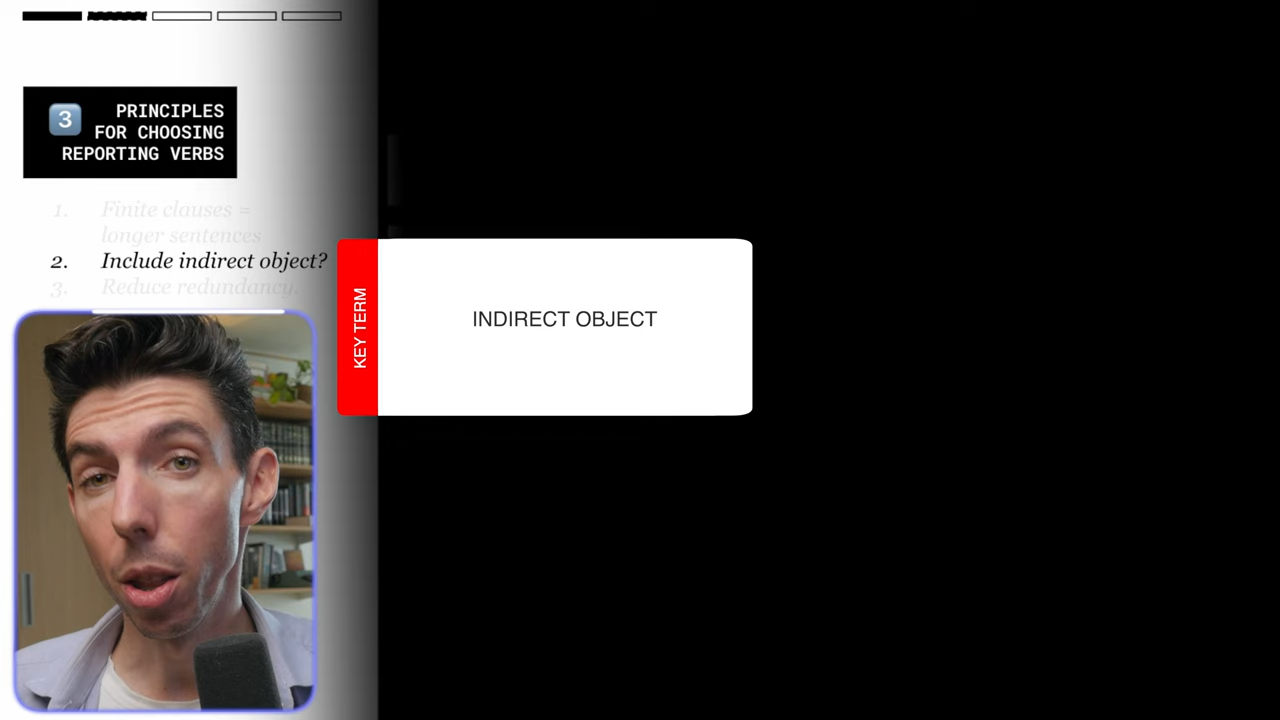 3 PRINCIPLES
FOR CHOOSING
REPORTING VERBS
1. Finite clauses =
longer sentences
2. Include indirect object?
3. Reduce redundancy.
KEY TERM
INDIRECT OBJECT